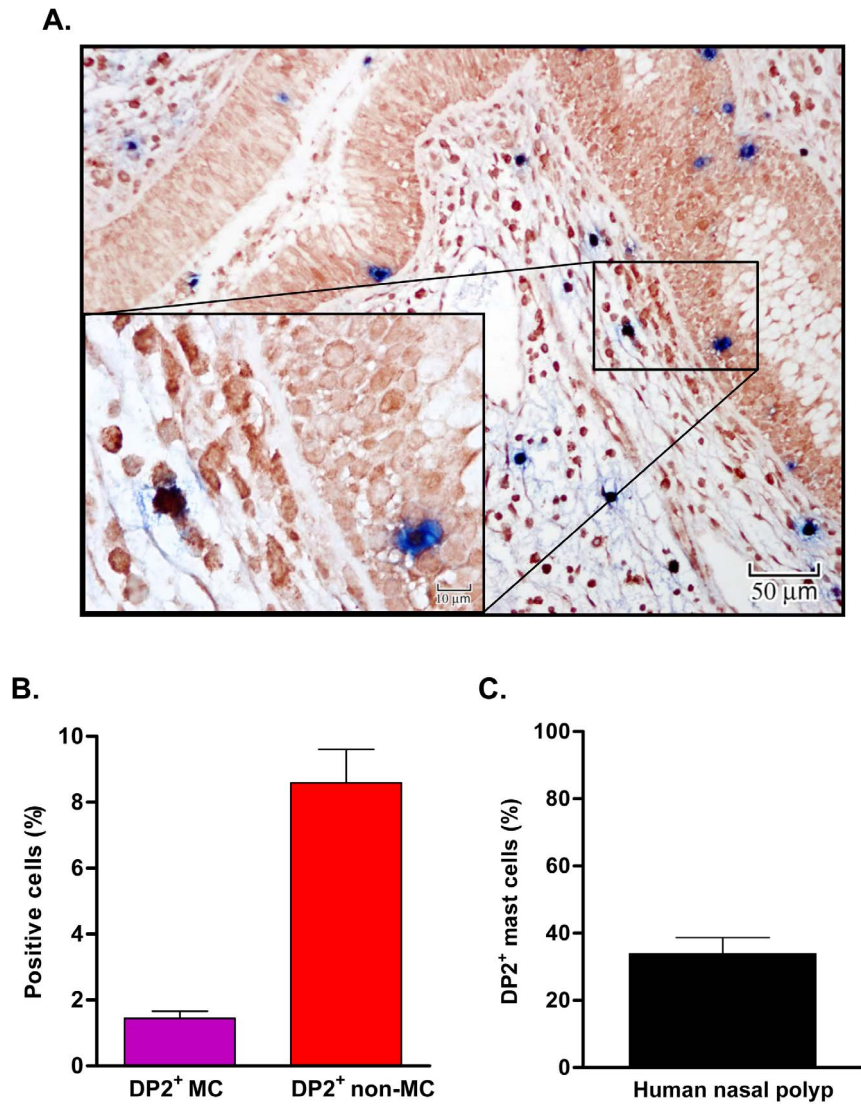 A.
10 µm
50 µm
B.
Positive cells (%)
10
8
6
4
2
0
DP2⁺ MC
DP2⁺ non-MC
C.
DP2⁺ mast cells (%)
100
80
60
40
20
0
Human nasal polyp